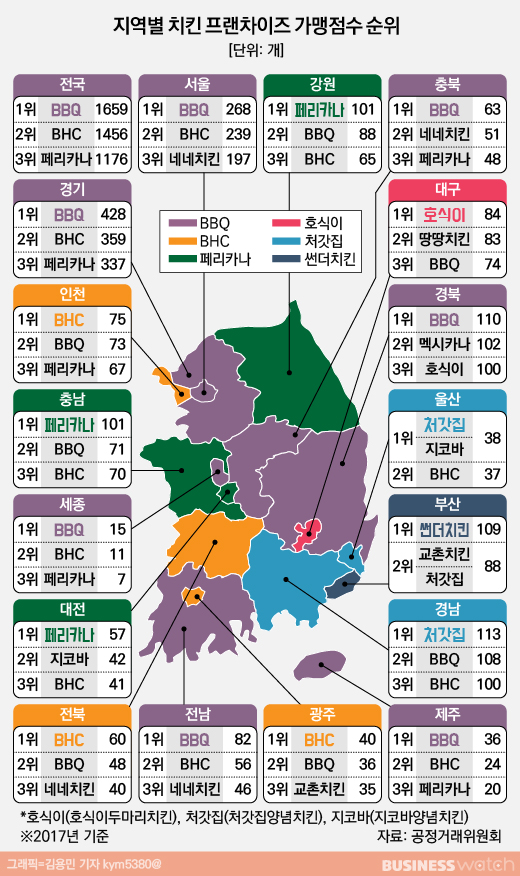 지역별 치킨 프랜차이즈 가맹점수 순위
[단위: 개]
전국
1위 BBQ 1659
2위 BHC 1456
3위 페리카나 1176
서울
1위 BBQ 268
2위 BHC 239
3위 네네치킨 197
강원
1위 페리카나 101
2위 BBQ 88
3위 BHC 65
충북
1위 BBQ 63
2위 네네치킨 51
3위 페리카나 48
경기
1위 BBQ 428
2위 BHC 359
3위 페리카나 337
BBQ
BHC
페리카나
호식이
처갓집
썬더치킨
대구
1위 호식이 84
2위 땅땅치킨 83
3위 BBQ 74
인천
1위 BHC 75
2위 BBQ 73
3위 페리카나 67
경북
1위 BBQ 110
2위 멕시카나 102
3위 호식이 100
충남
1위 페리카나 101
2위 BBQ 71
3위 BHC 70
울산
1위 처갓집 38
지코바
2위 BHC 37
세종
1위 BBQ 15
2위 BHC 11
3위 페리카나 7
부산
1위 썬더치킨 109
2위 교촌치킨 88
처갓집
대전
1위 페리카나 57
2위 지코바 42
3위 BHC 41
경남
1위 처갓집 113
2위 BBQ 108
3위 BHC 100
전북
1위 BHC 60
2위 BBQ 48
3위 네네치킨 40
전남
1위 BBQ 82
2위 BHC 56
3위 네네치킨 46
광주
1위 BHC 40
2위 BBQ 36
3위 교촌치킨 35
제주
1위 BBQ 36
2위 BHC 24
3위 페리카나 20
*호식이(호식이두마리치킨), 처갓집(처갓집양념치킨), 지코바(지코바양념치킨)
※2017년 기준 자료: 공정거래위원회
그래픽=김용민 기자 kym5380@ BUSINESSwatch